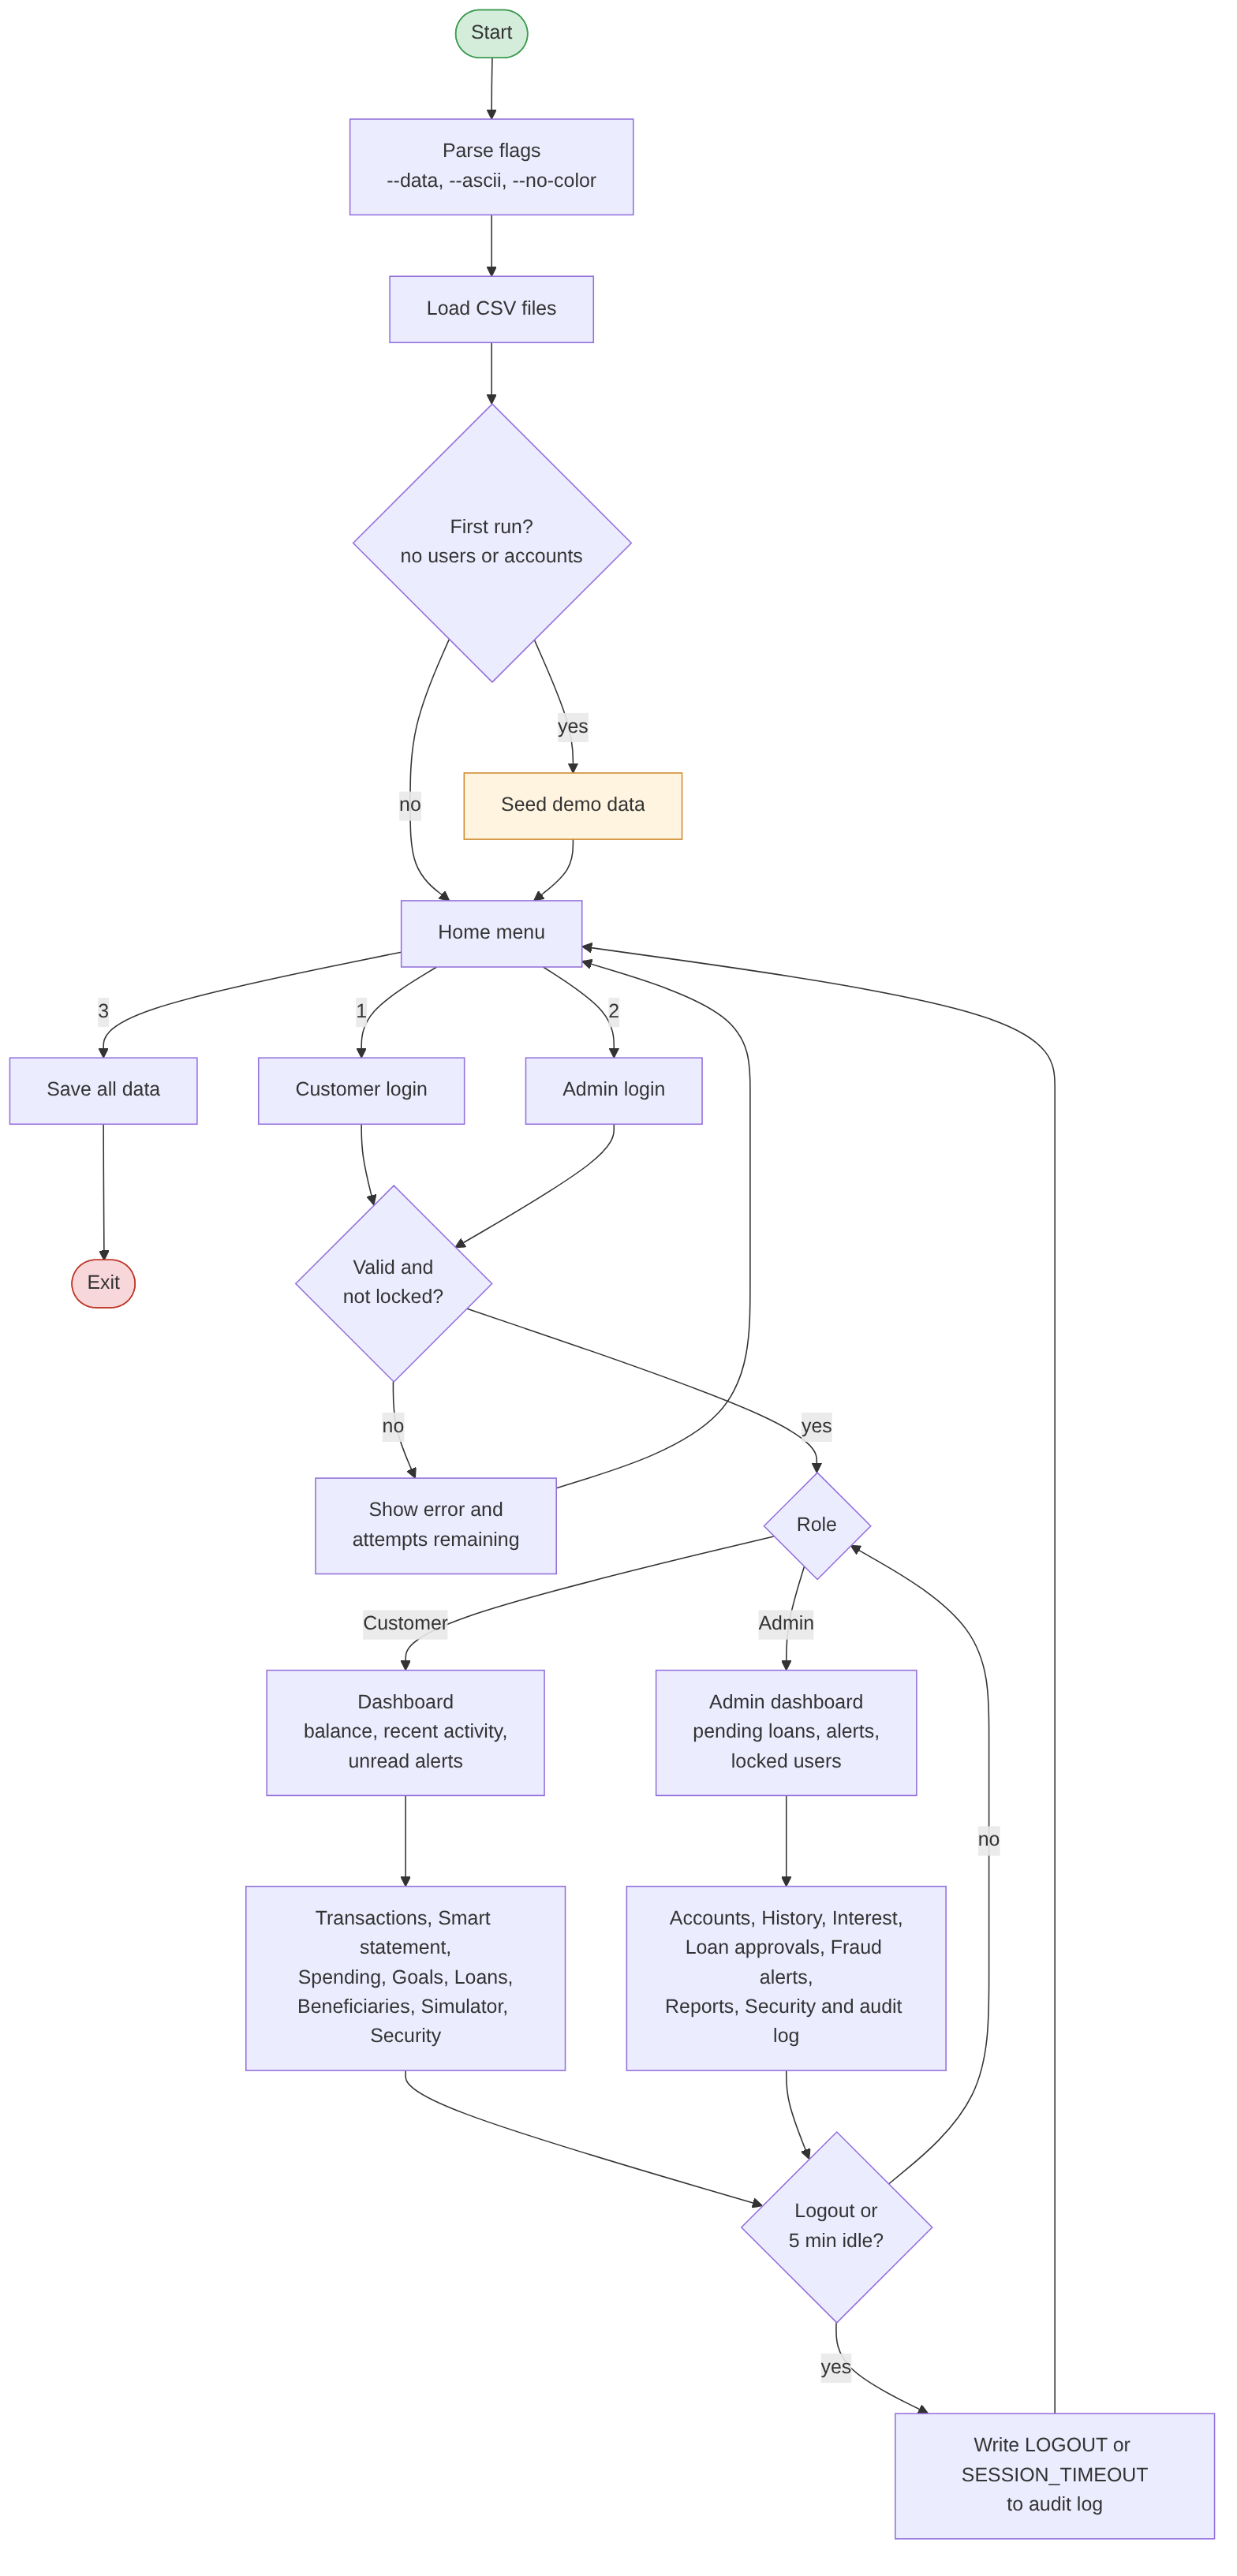 Start
Parse flags
--data, --ascii, --no-color
Load CSV files
First run?
no users or accounts
yes
no
Seed demo data
Home menu
3
1
2
Save all data
Customer login
Admin login
Valid and
not locked?
Exit
no
yes
Show error and
attempts remaining
Role
Customer
Admin
Dashboard
balance, recent activity,
unread alerts
Admin dashboard
pending loans, alerts,
locked users
no
Transactions, Smart
statement,
Spending, Goals, Loans,
Beneficiaries, Simulator,
Security
Accounts, History, Interest,
Loan approvals, Fraud
alerts,
Reports, Security and audit
log
Logout or
5 min idle?
yes
Write LOGOUT or
SESSION_TIMEOUT
to audit log